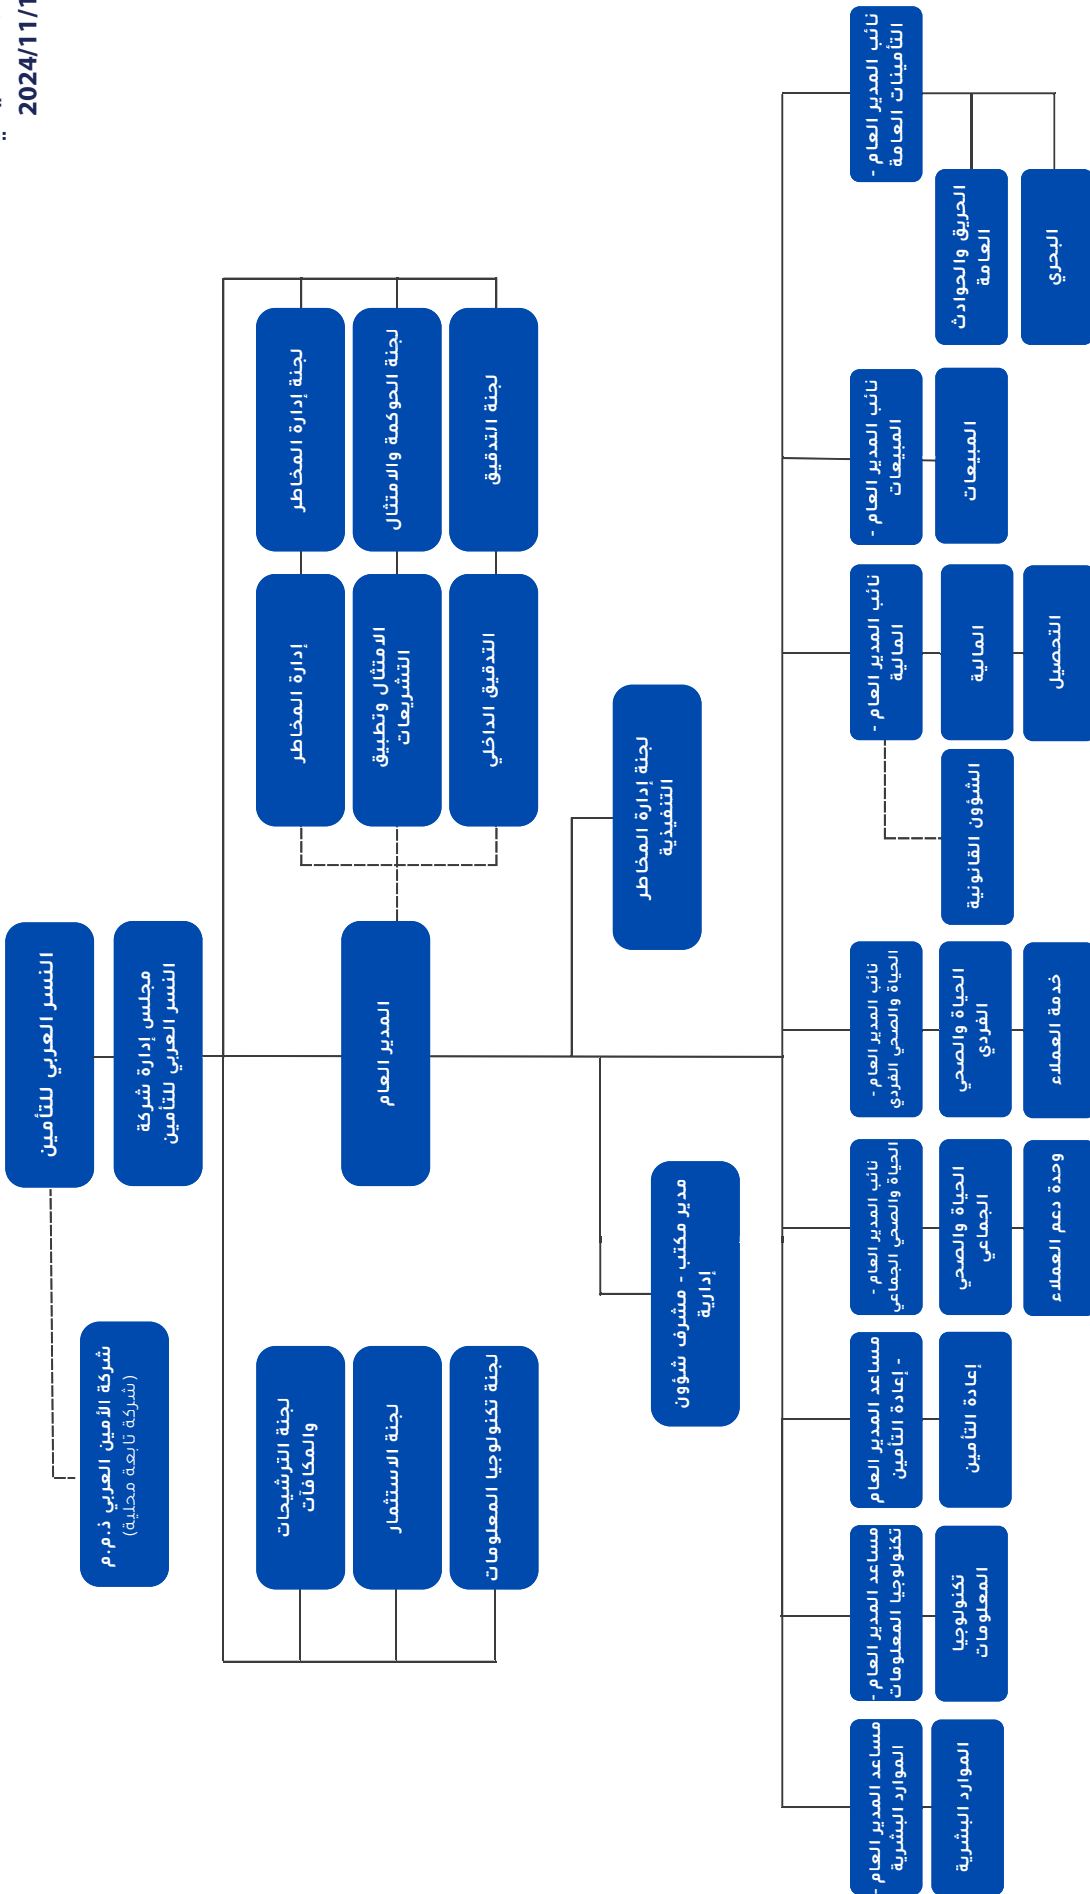 2024/11/1
النسر العربي للتأمين
مجلس إدارة شركة
النسر العربي للتأمين
شركة الأمين العربي ذ.م.م
(شركة تابعة محلية)
لجنة إدارة المخاطر
لجنة الحوكمة والامتثال
لجنة التدقيق
إدارة المخاطر
الامتثال وتطبيق
التشريعات
التدقيق الداخلي
المدير العام
لجنة الترشيحات
والمكافآت
لجنة الاستثمار
لجنة تكنولوجيا المعلومات
لجنة إدارة المخاطر
التنفيذية
مدير مكتب - مشرف شؤون
إدارية
نائب المدير العام -
التأمينات العامة
الحريق والحوادث
العامة
البحري
نائب المدير العام -
المبيعات
المبيعات
نائب المدير العام -
المالية
المالية
التحصيل
الشؤون القانونية
نائب المدير العام -
الحياة والصحي الفردي
الحياة والصحي
الفردي
خدمة العملاء
نائب المدير العام -
الحياة والصحي الجماعي
الحياة والصحي
الجماعي
وحدة دعم العملاء
مساعد المدير العام
- إعادة التأمين
إعادة التأمين
مساعد المدير العام -
تكنولوجيا المعلومات
تكنولوجيا
المعلومات
مساعد المدير العام -
الموارد البشرية
الموارد البشرية